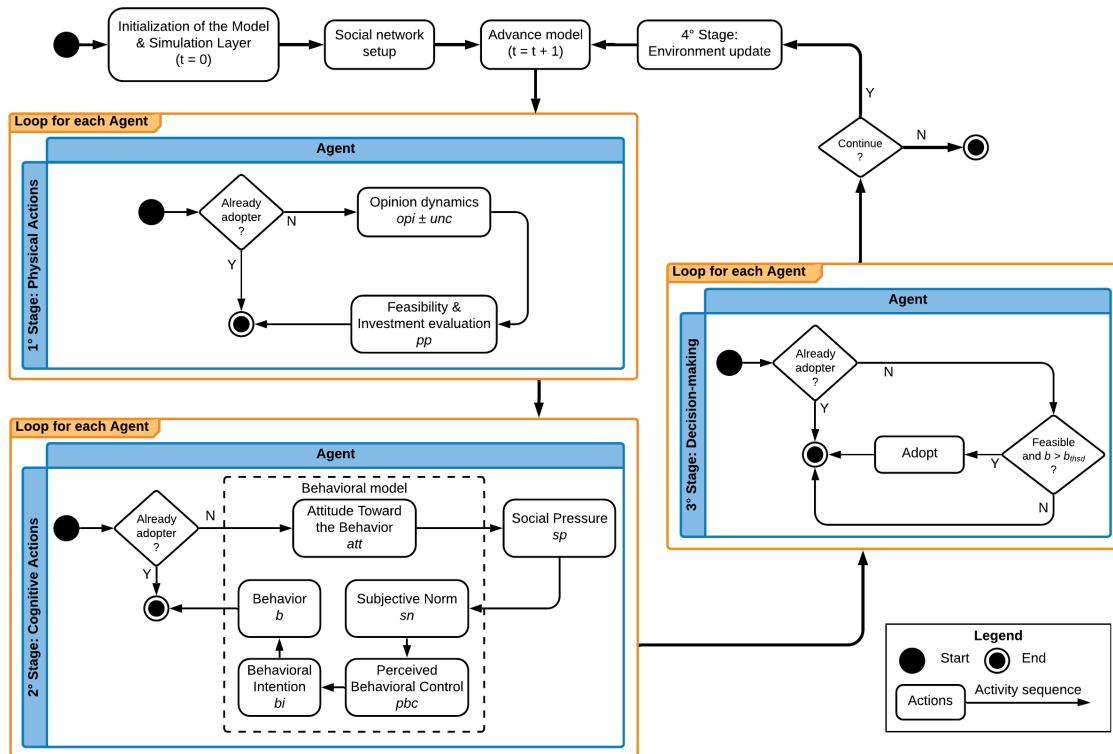 Initialization of the Model
& Simulation Layer
(t = 0)
Social network
setup
Advance model
(t = t + 1)
4° Stage:
Environment update
Y
Continue
?
N
Loop for each Agent
Agent
1° Stage: Physical Actions
Already
adopter
?
N
Y
Opinion dynamics
opi ± unc
Feasibility &
Investment evaluation
pp
Loop for each Agent
Agent
2° Stage: Cognitive Actions
Already
adopter
?
N
Y
Behavioral model
Attitude Toward
the Behavior
att
Social Pressure
sp
Subjective Norm
sn
Perceived
Behavioral Control
pbc
Behavioral
Intention
bi
Behavior
b
Loop for each Agent
Agent
3° Stage: Decision-making
Already
adopter
?
N
Y
Feasible
and b > bthsd
?
Y
N
Adopt
Legend
Start
End
Actions
Activity sequence